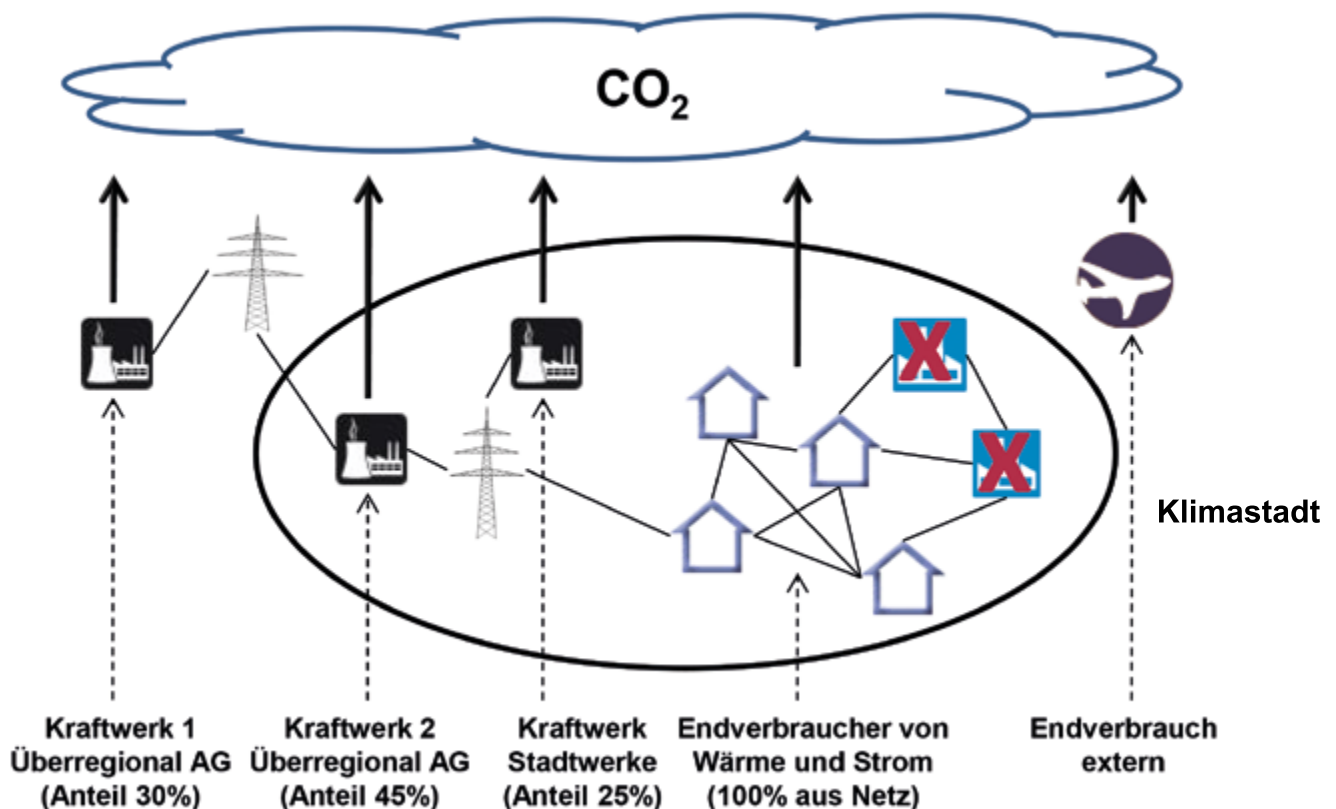 CO₂
Klimastadt
Kraftwerk 1
Überregional AG
(Anteil 30%)
Kraftwerk 2
Überregional AG
(Anteil 45%)
Kraftwerk
Stadtwerke
(Anteil 25%)
Endverbraucher von
Wärme und Strom
(100% aus Netz)
Endverbrauch
extern